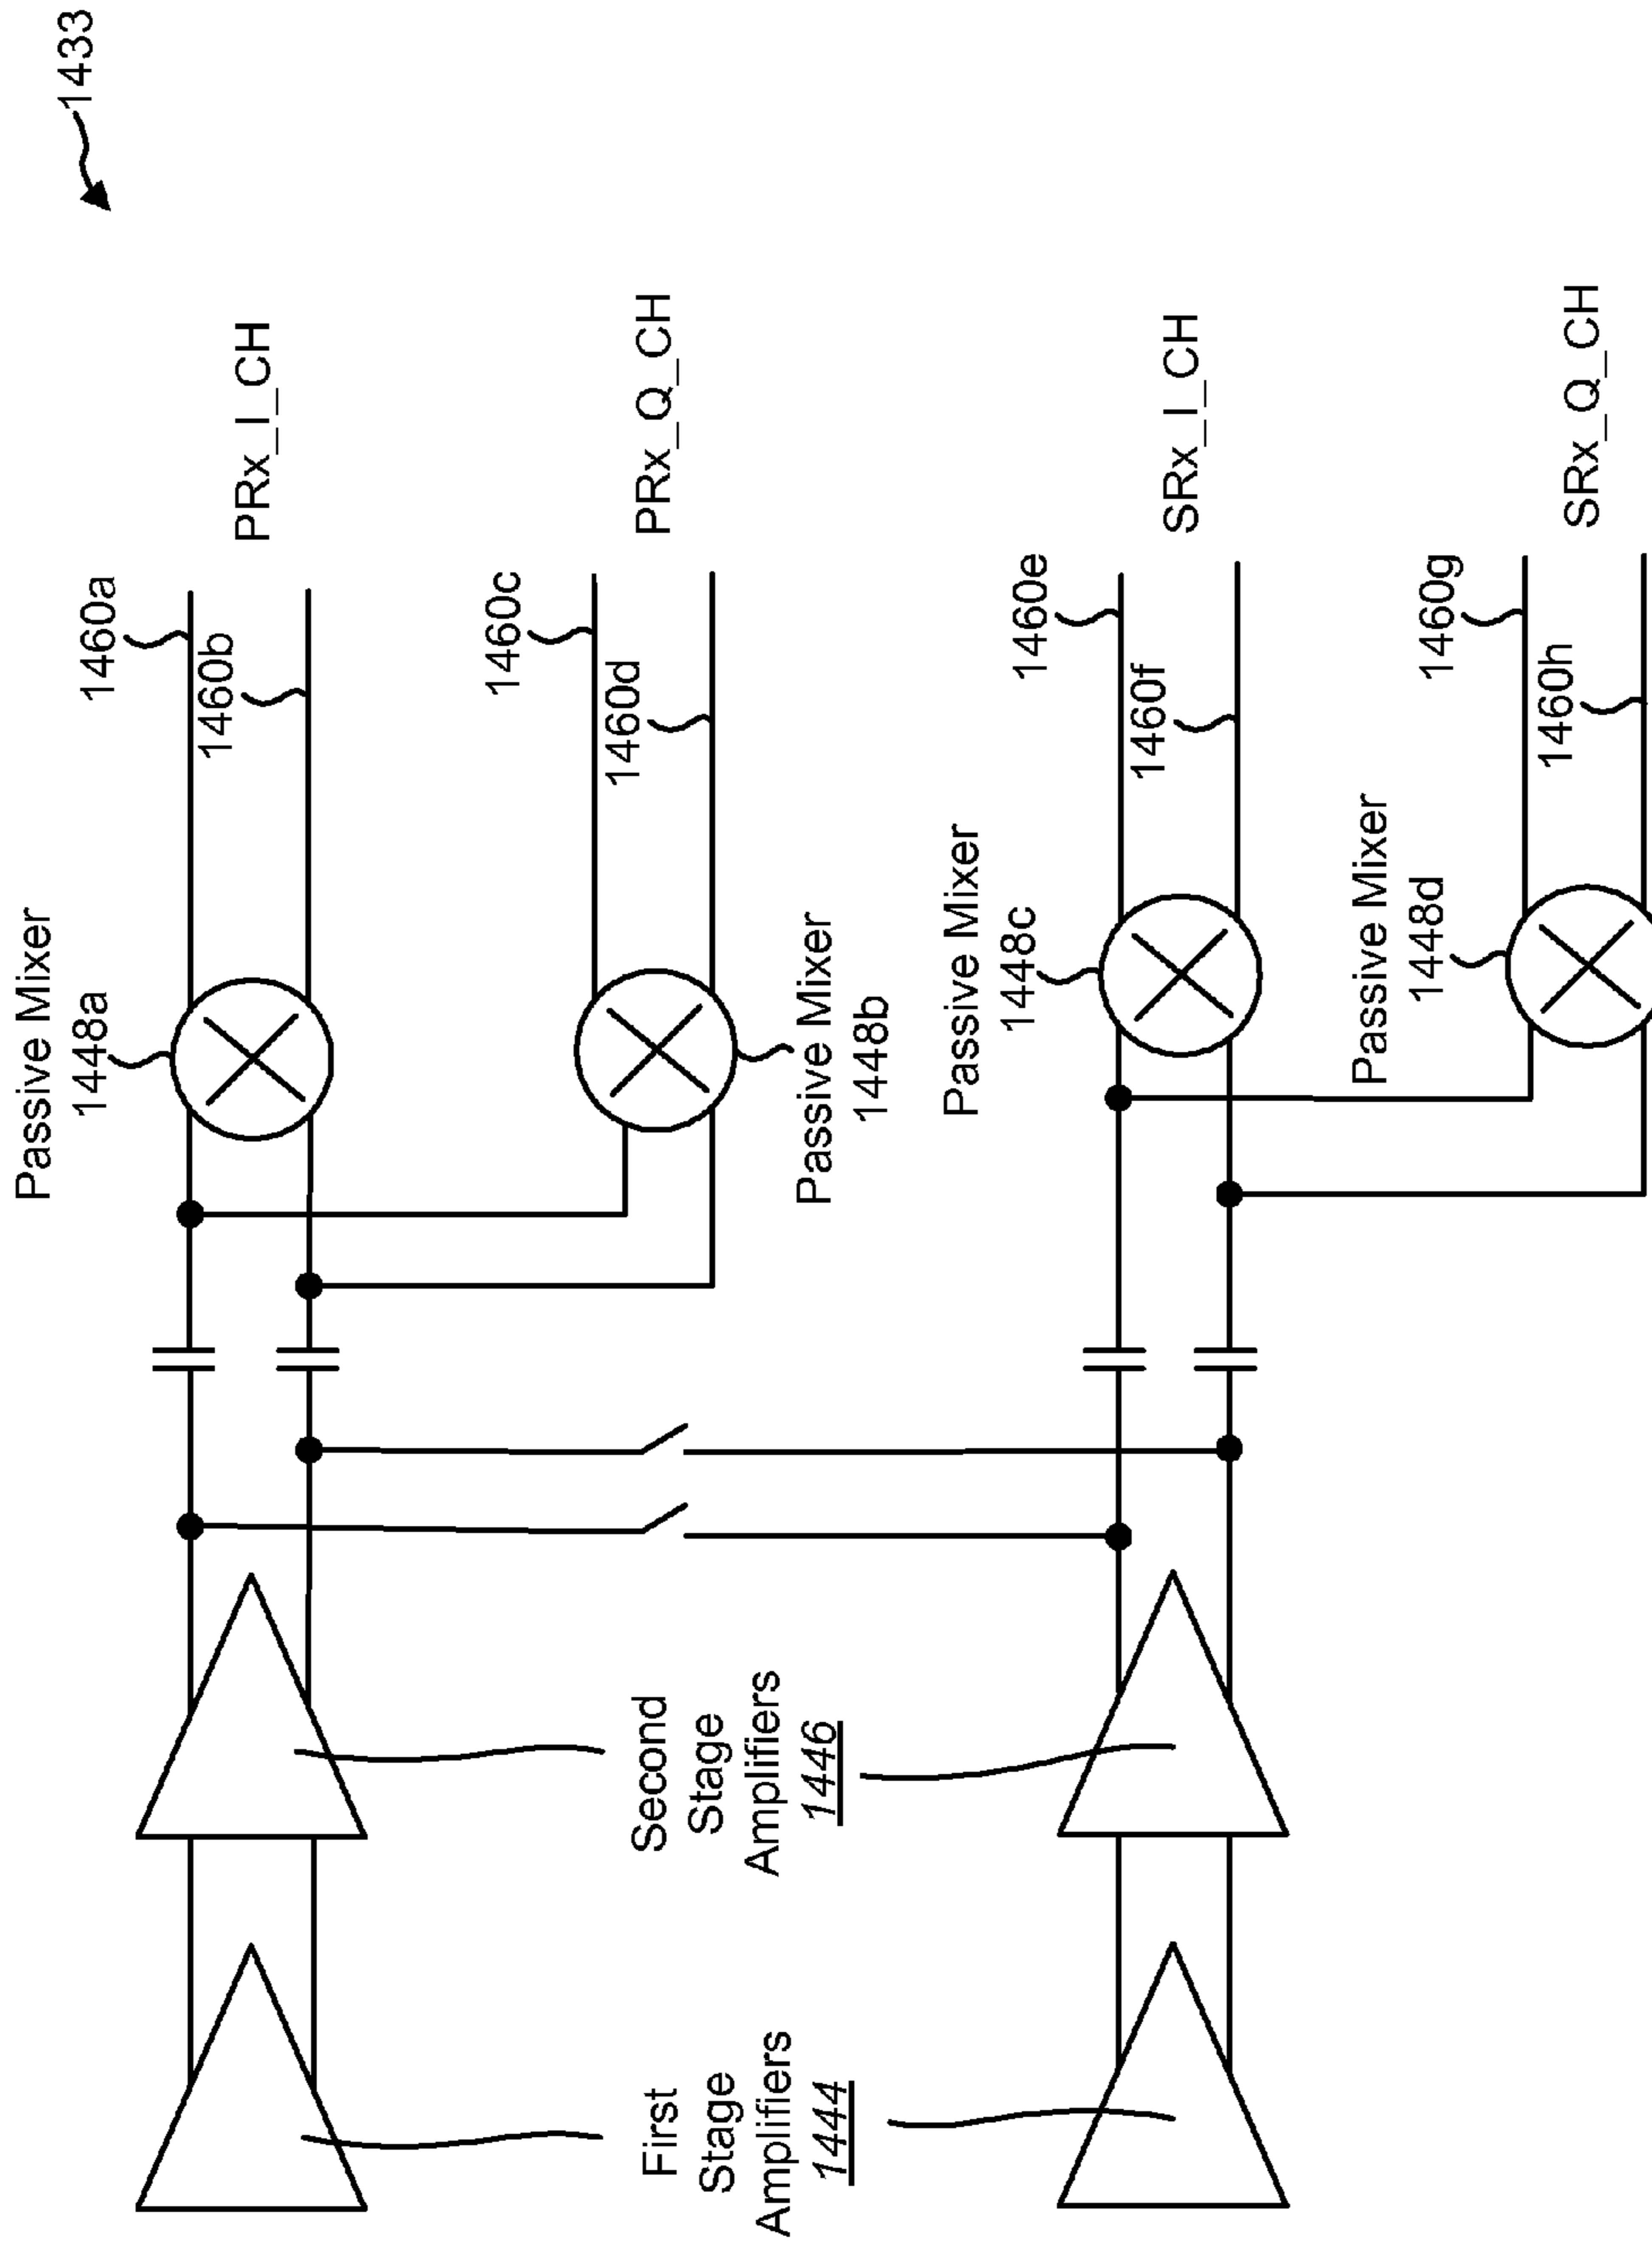 1433
Passive Mixer
1448a
1460a
1460b
PRx_I_CH
1460c
1460d
PRx_Q_CH
Passive Mixer
1448b
First
Stage
Amplifiers
1444
Second
Stage
Amplifiers
1446
Passive Mixer
1448c
1460e
1460f
SRx_I_CH
Passive Mixer
1448d
1460g
1460h
SRx_Q_CH